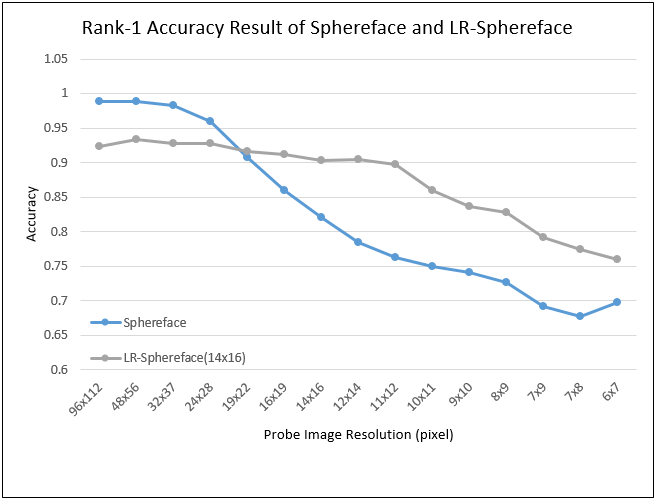 Rank-1 Accuracy Result of Sphereface and LR-Sphereface
1.05
1
0.95
0.9
0.85
0.8
0.75
0.7
0.65
0.6
Accuracy
Sphereface
LR-Sphereface(14x16)
96x112
48x56
32x37
24x28
19x22
16x19
14x16
12x14
11x12
10x11
9x10
8x9
7x9
7x8
6x7
Probe Image Resolution (pixel)